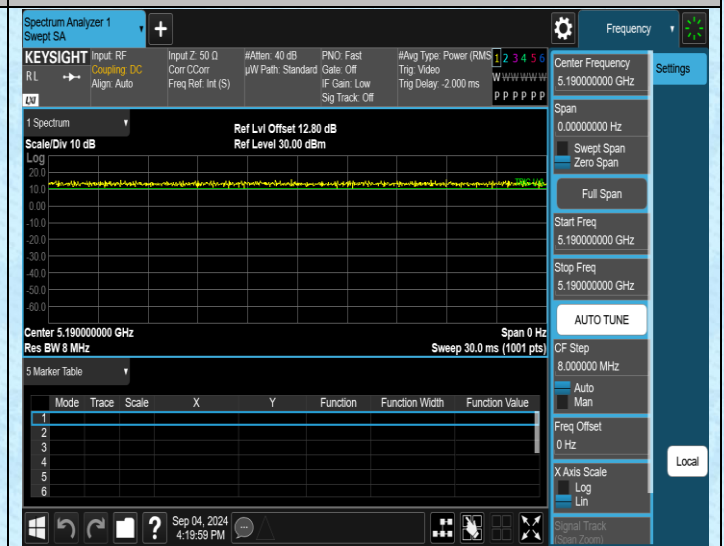 Spectrum Analyzer 1
Swept SA
+
Frequency
KEYSIGHT
RL
LXI
Input: RF
Coupling: DC
Align: Auto
Input Z: 50 Ω
Corr CCorr
Freq Ref: Int (S)
#Atten: 40 dB
µW Path: Standard
PNO: Fast
Gate: Off
IF Gain: Low
Sig Track: Off
#Avg Type: Power (RMS
Trig: Video
Trig Delay: -2.000 ms
1 2 3 4 5 6
W W W W W W
P P P P P P
Center Frequency
5.190000000 GHz
Settings
Span
0.00000000 Hz
Swept Span
Zero Span
Full Span
Start Freq
5.190000000 GHz
Stop Freq
5.190000000 GHz
AUTO TUNE
CF Step
8.000000 MHz
Auto
Man
Freq Offset
0 Hz
X Axis Scale
Log
Lin
Signal Track
(Span Zoom)
Local
1 Spectrum
Scale/Div 10 dB
Ref Lvl Offset 12.80 dB
Ref Level 30.00 dBm
Log
20.0
10.0
0.00
-10.0
-20.0
-30.0
-40.0
-50.0
-60.0
Center 5.190000000 GHz
Res BW 8 MHz
Span 0 Hz
Sweep 30.0 ms (1001 pts)
5 Marker Table
Mode Trace Scale X Y Function Function Width Function Value
1
2
3
4
5
6
?
Sep 04, 2024
4:19:59 PM